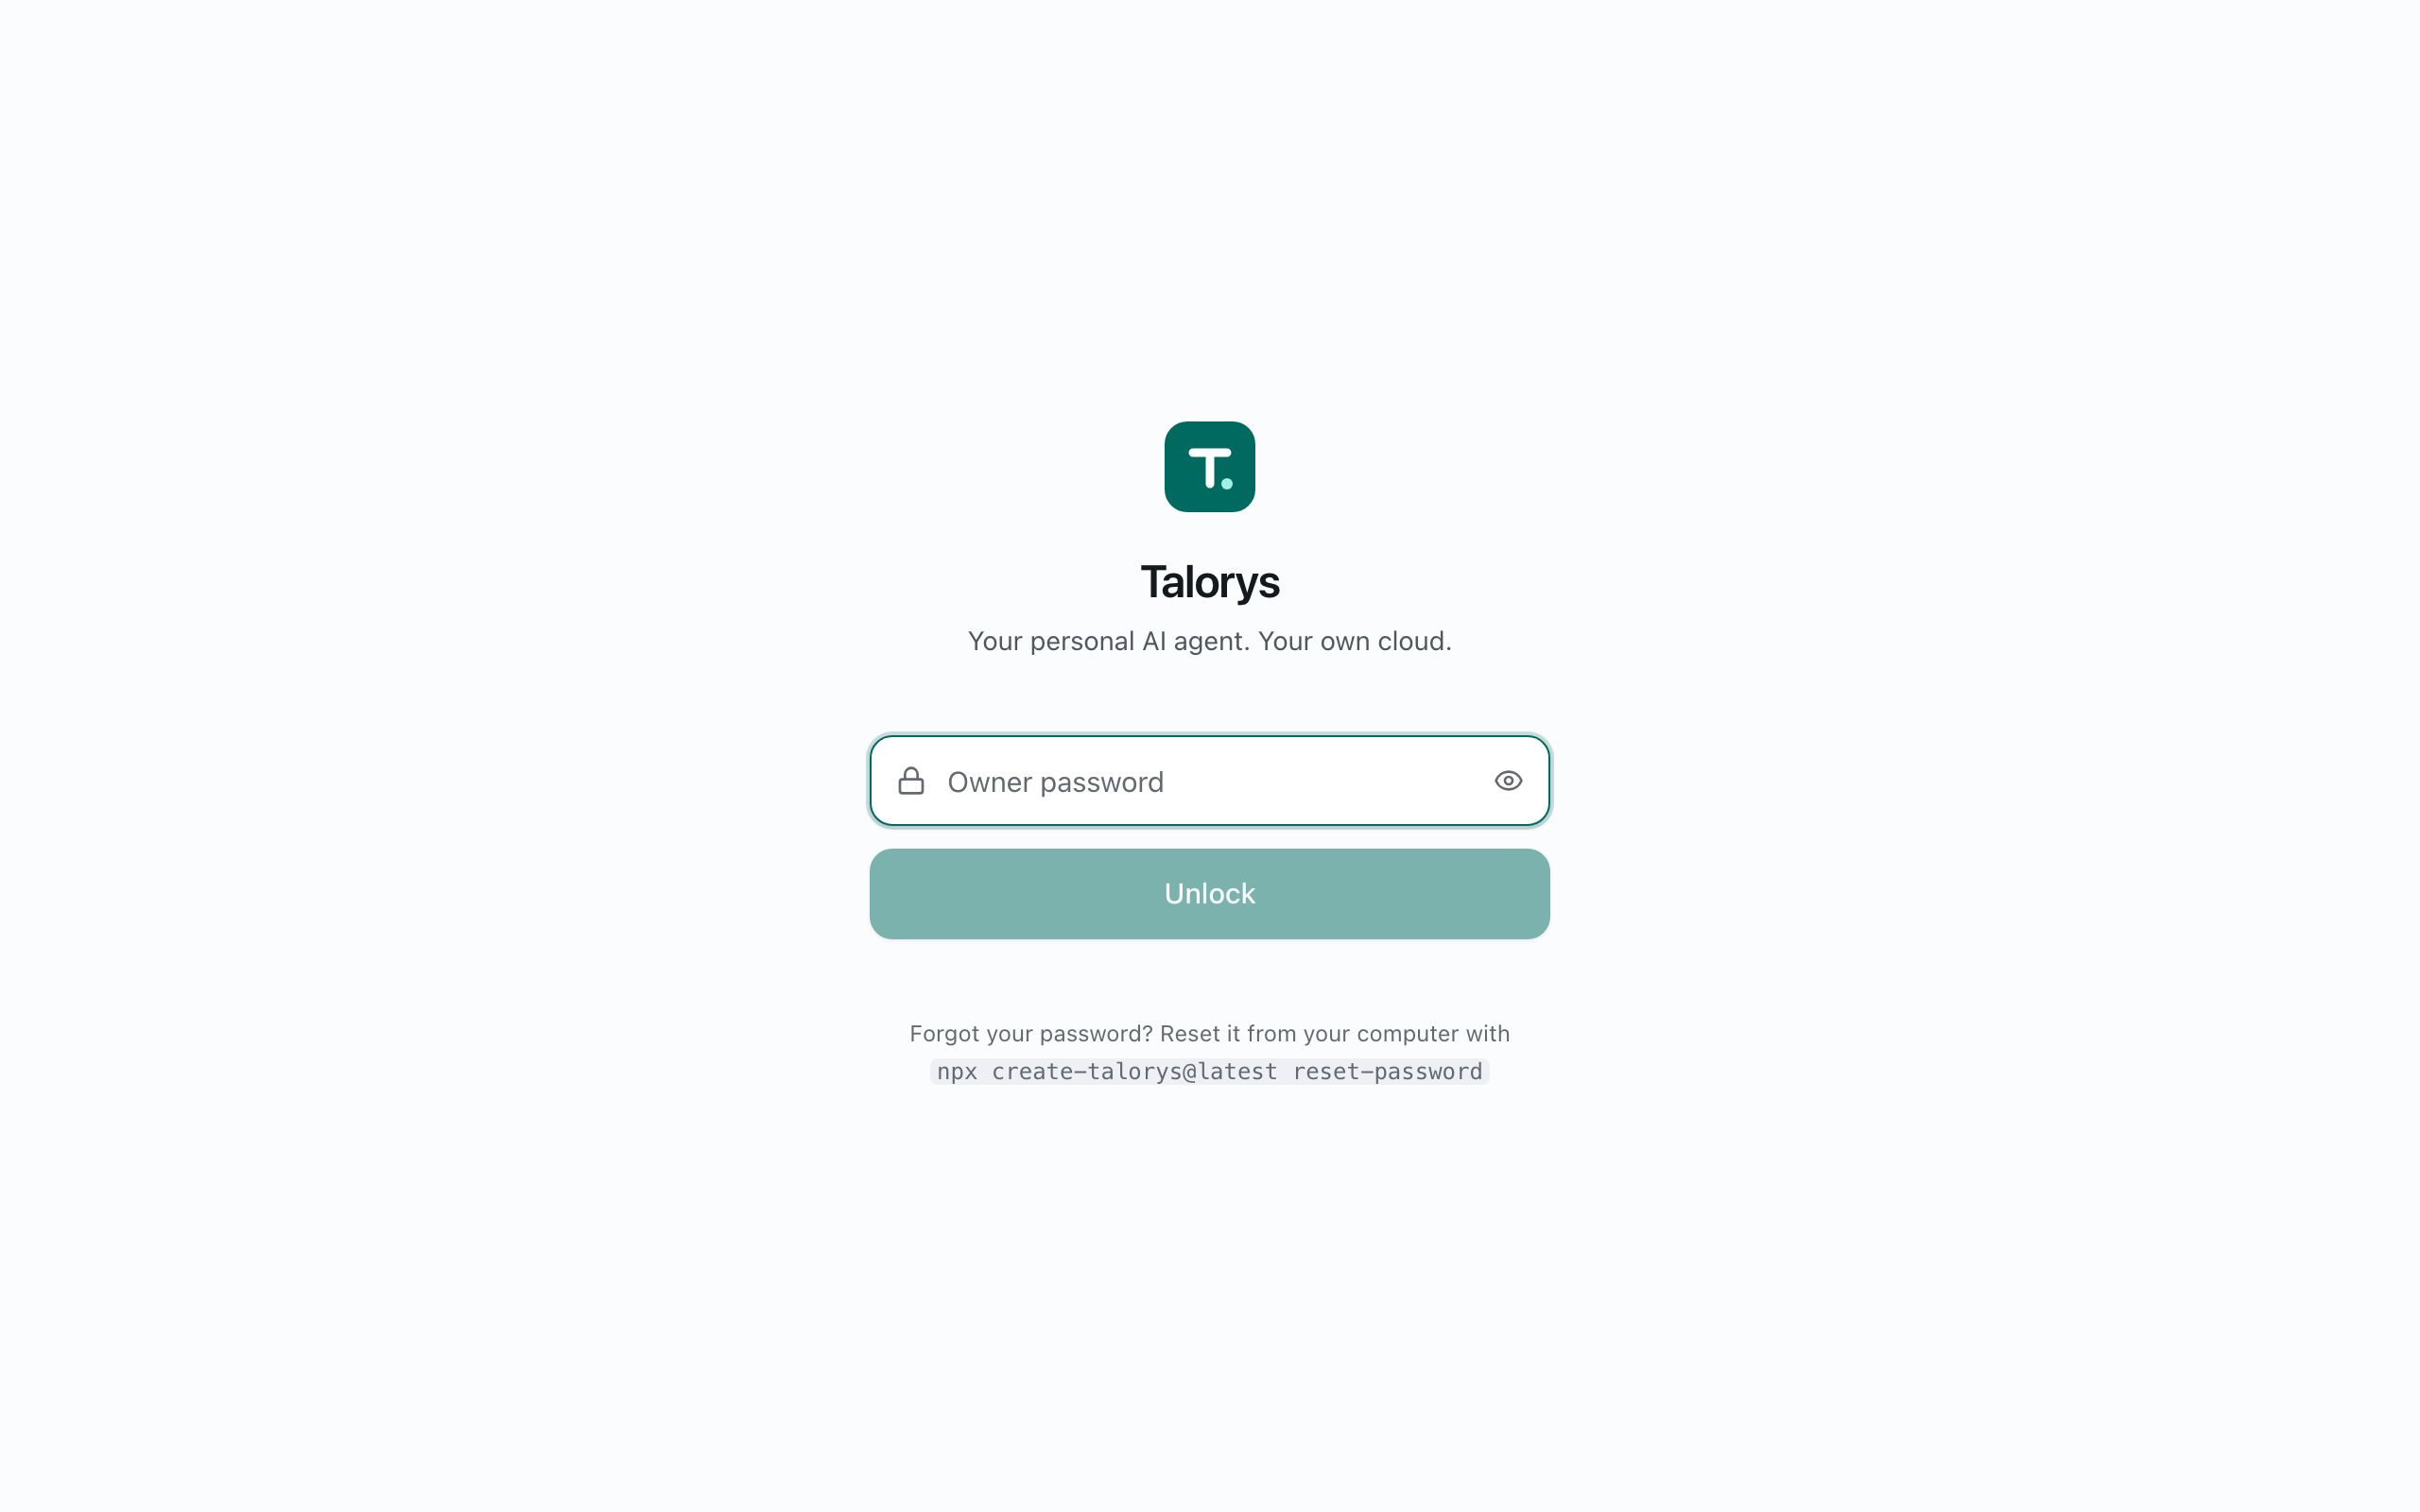 T.
Talorys
Your personal AI agent. Your own cloud.
Owner password
Unlock
Forgot your password? Reset it from your computer with
npx create-talorys@latest reset-password